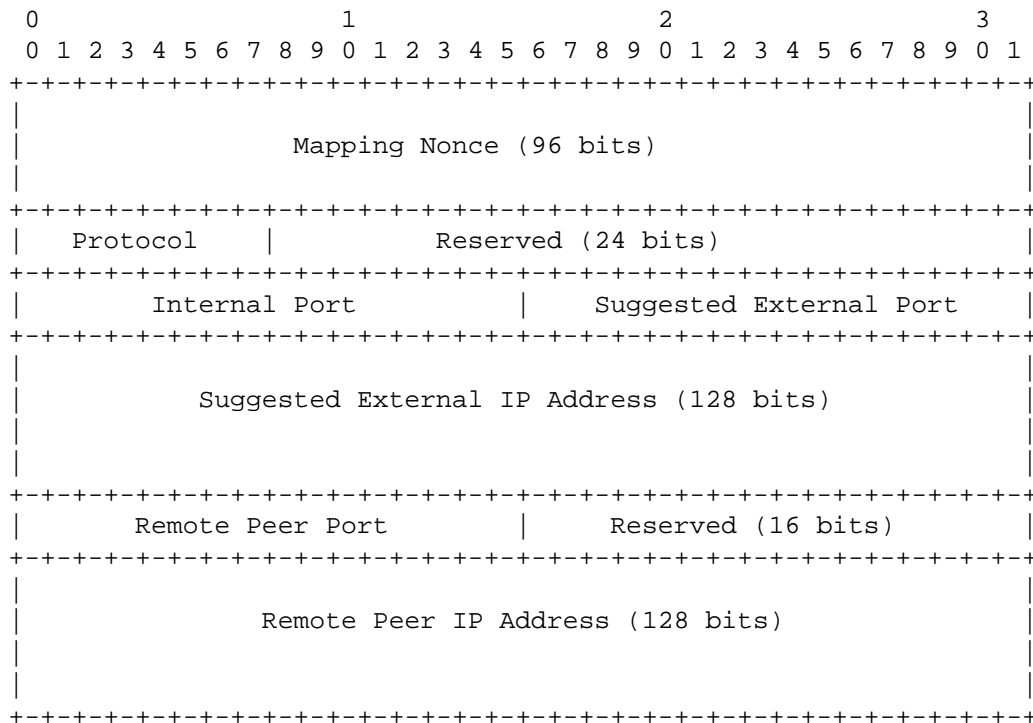 0                   1                   2                   3
 0 1 2 3 4 5 6 7 8 9 0 1 2 3 4 5 6 7 8 9 0 1 2 3 4 5 6 7 8 9 0 1
+-+-+-+-+-+-+-+-+-+-+-+-+-+-+-+-+-+-+-+-+-+-+-+-+-+-+-+-+-+-+-+-+
|                                                               |
|                 Mapping Nonce (96 bits)                       |
|                                                               |
+-+-+-+-+-+-+-+-+-+-+-+-+-+-+-+-+-+-+-+-+-+-+-+-+-+-+-+-+-+-+-+-+
|   Protocol    |          Reserved (24 bits)                   |
+-+-+-+-+-+-+-+-+-+-+-+-+-+-+-+-+-+-+-+-+-+-+-+-+-+-+-+-+-+-+-+-+
|        Internal Port          |    Suggested External Port    |
+-+-+-+-+-+-+-+-+-+-+-+-+-+-+-+-+-+-+-+-+-+-+-+-+-+-+-+-+-+-+-+-+
|                                                               |
|           Suggested External IP Address (128 bits)            |
|                                                               |
|                                                               |
+-+-+-+-+-+-+-+-+-+-+-+-+-+-+-+-+-+-+-+-+-+-+-+-+-+-+-+-+-+-+-+-+
|       Remote Peer Port        |     Reserved (16 bits)        |
+-+-+-+-+-+-+-+-+-+-+-+-+-+-+-+-+-+-+-+-+-+-+-+-+-+-+-+-+-+-+-+-+
|                                                               |
|               Remote Peer IP Address (128 bits)               |
|                                                               |
|                                                               |
+-+-+-+-+-+-+-+-+-+-+-+-+-+-+-+-+-+-+-+-+-+-+-+-+-+-+-+-+-+-+-+-+